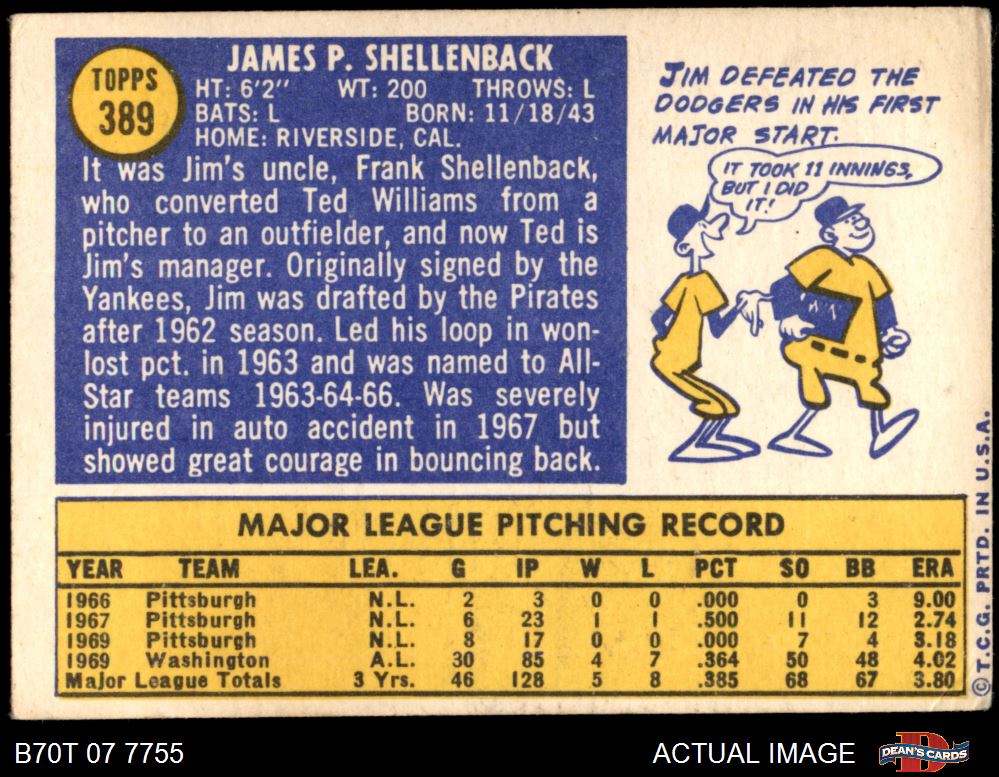 TOPPS
389
JAMES P. SHELLENBACK
HT: 6'2" WT: 200 THROWS: L
BATS: L BORN: 11/18/43
HOME: RIVERSIDE, CAL.
It was Jim's uncle, Frank Shellenback,
who converted Ted Williams from a
pitcher to an outfielder, and now Ted is
Jim's manager. Originally signed by the
Yankees, Jim was drafted by the Pirates
after 1962 season. Led his loop in won-
lost pct. in 1963 and was named to All-
Star teams 1963-64-66. Was severely
injured in auto accident in 1967 but
showed great courage in bouncing back.
JIM DEFEATED THE
DODGERS IN HIS FIRST
MAJOR START.
IT TOOK 11 INNINGS,
BUT I DID
IT!
MAJOR LEAGUE PITCHING RECORD
YEAR TEAM LEA. G IP W L PCT SO BB ERA
1966 Pittsburgh N.L. 2 3 0 0 .000 0 3 9.00
1967 Pittsburgh N.L. 6 23 1 1 .500 11 12 2.74
1969 Pittsburgh N.L. 8 17 0 0 .000 7 4 3.18
1969 Washington A.L. 30 85 4 7 .364 50 48 4.02
Major League Totals 3 Yrs. 46 128 5 8 .385 68 67 3.80
© T.C.G. PRTD. IN U.S.A.
B70T 07 7755
ACTUAL IMAGE
D
DEAN'S CARDS